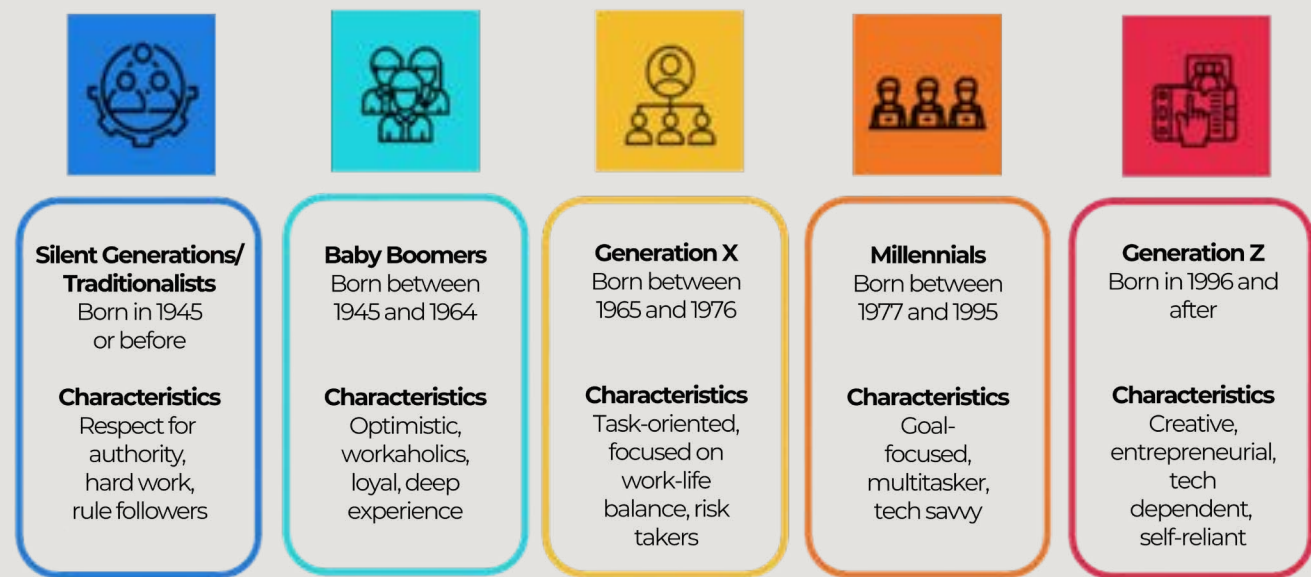 Silent Generations/
Traditionalists
Born in 1945
or before
Characteristics
Respect for
authority,
hard work,
rule followers
Baby Boomers
Born between
1945 and 1964
Characteristics
Optimistic,
workaholics,
loyal, deep
experience
Generation X
Born between
1965 and 1976
Characteristics
Task-oriented,
focused on
work-life
balance, risk
takers
Millennials
Born between
1977 and 1995
Characteristics
Goal-
focused,
multitasker,
tech savvy
Generation Z
Born in 1996 and
after
Characteristics
Creative,
entrepreneurial,
tech
dependent,
self-reliant